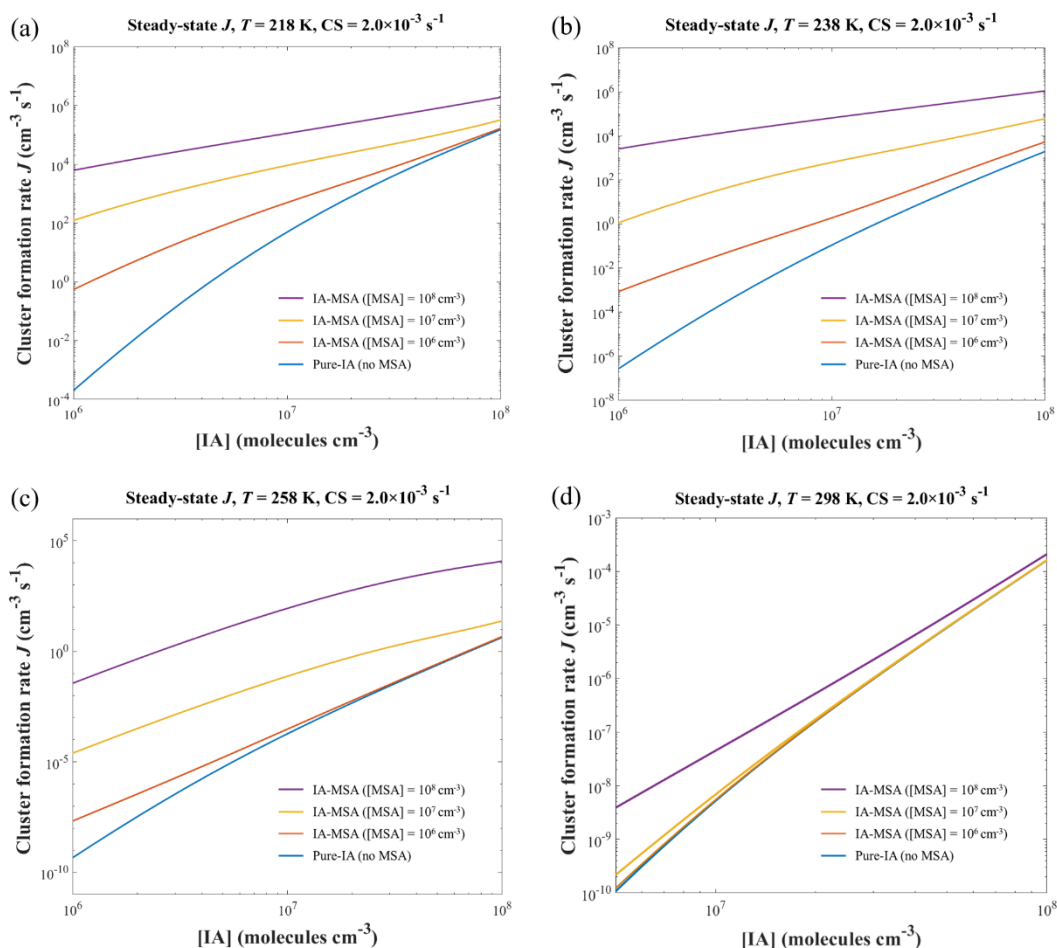 (a)
Steady-state J, T = 218 K, CS = 2.0×10⁻³ s⁻¹
Cluster formation rate J (cm⁻³ s⁻¹)
10⁸
10⁶
10⁴
10²
10⁰
10⁻²
10⁻⁴
IA-MSA ([MSA] = 10⁸ cm⁻³)
IA-MSA ([MSA] = 10⁷ cm⁻³)
IA-MSA ([MSA] = 10⁶ cm⁻³)
Pure-IA (no MSA)
10⁶ 10⁷ 10⁸
[IA] (molecules cm⁻³)
(b)
Steady-state J, T = 238 K, CS = 2.0×10⁻³ s⁻¹
Cluster formation rate J (cm⁻³ s⁻¹)
10⁸
10⁶
10⁴
10²
10⁰
10⁻²
10⁻⁴
10⁻⁶
10⁻⁸
IA-MSA ([MSA] = 10⁸ cm⁻³)
IA-MSA ([MSA] = 10⁷ cm⁻³)
IA-MSA ([MSA] = 10⁶ cm⁻³)
Pure-IA (no MSA)
10⁶ 10⁷ 10⁸
[IA] (molecules cm⁻³)
(c)
Steady-state J, T = 258 K, CS = 2.0×10⁻³ s⁻¹
Cluster formation rate J (cm⁻³ s⁻¹)
10⁵
10⁰
10⁻⁵
10⁻¹⁰
IA-MSA ([MSA] = 10⁸ cm⁻³)
IA-MSA ([MSA] = 10⁷ cm⁻³)
IA-MSA ([MSA] = 10⁶ cm⁻³)
Pure-IA (no MSA)
10⁶ 10⁷ 10⁸
[IA] (molecules cm⁻³)
(d)
Steady-state J, T = 298 K, CS = 2.0×10⁻³ s⁻¹
Cluster formation rate J (cm⁻³ s⁻¹)
10⁻³
10⁻⁴
10⁻⁵
10⁻⁶
10⁻⁷
10⁻⁸
10⁻⁹
10⁻¹⁰
IA-MSA ([MSA] = 10⁸ cm⁻³)
IA-MSA ([MSA] = 10⁷ cm⁻³)
IA-MSA ([MSA] = 10⁶ cm⁻³)
Pure-IA (no MSA)
10⁷ 10⁸
[IA] (molecules cm⁻³)